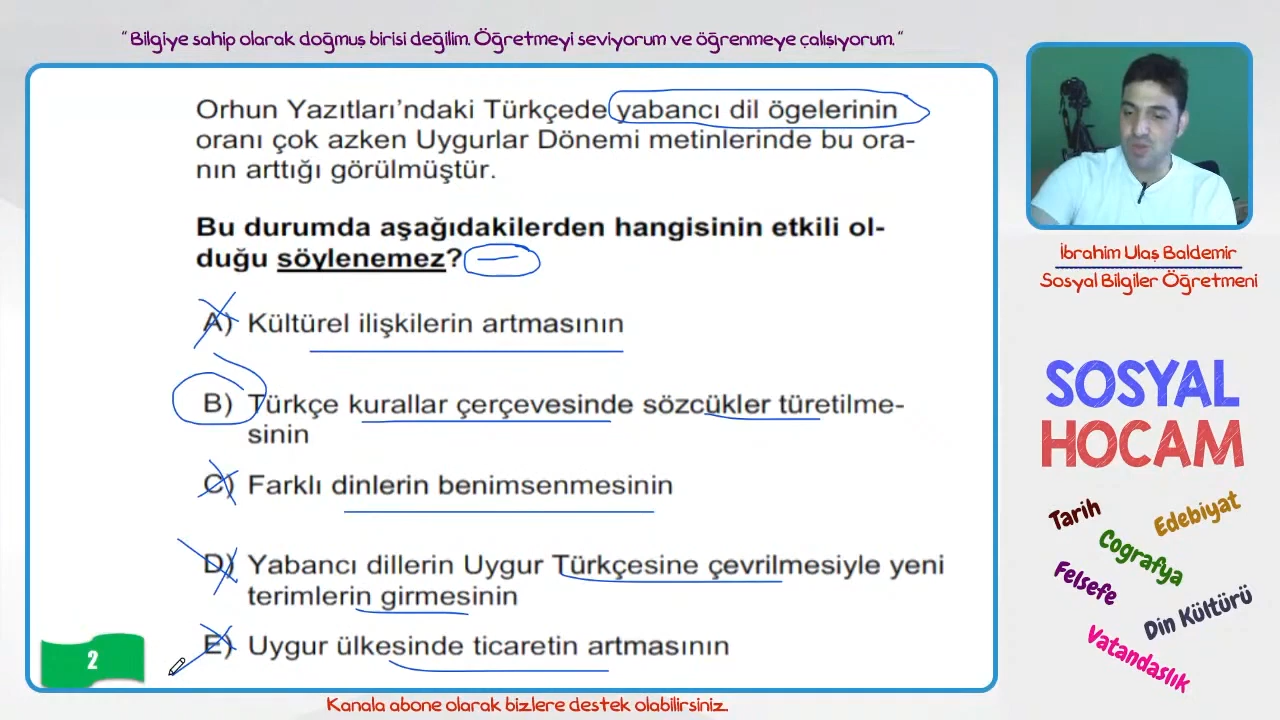 “Bilgiye sahip olarak doğmuş birisi değilim. Öğretmeyi seviyorum ve öğrenmeye çalışıyorum.”
Orhun Yazıtları’ndaki Türkçede yabancı dil ögelerinin
oranı çok azken Uygurlar Dönemi metinlerinde bu ora-
nın arttığı görülmüştür.
Bu durumda aşağıdakilerden hangisinin etkili ol-
duğu söylenemez?
A) Kültürel ilişkilerin artmasının
B) Türkçe kurallar çerçevesinde sözcükler türetilme-
sinin
C) Farklı dinlerin benimsenmesinin
D) Yabancı dillerin Uygur Türkçesine çevrilmesiyle yeni
terimlerin girmesinin
E) Uygur ülkesinde ticaretin artmasının
2
İbrahim Ulaş Baldemir
Sosyal Bilgiler Öğretmeni
SOSYAL
HOCAM
Tarih
Edebiyat
Coğrafya
Felsefe
Din Kültürü
Vatandaslık
Kanala abone olarak bizlere destek olabilirsiniz.